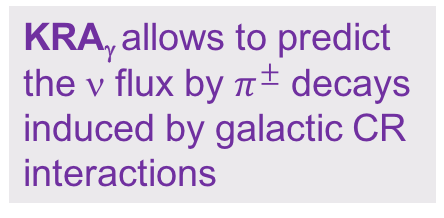 KRAγ allows to predict
the ν flux by π± decays
induced by galactic CR
interactions